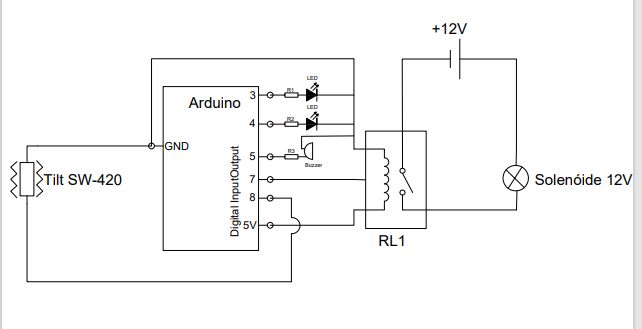 +12V
LED
Arduino
3
R1
LED
4
R2
GND
5
R3
Buzzer
Tilt SW-420
7
Solenóide 12V
8
Digital InputOutput
5V
RL1